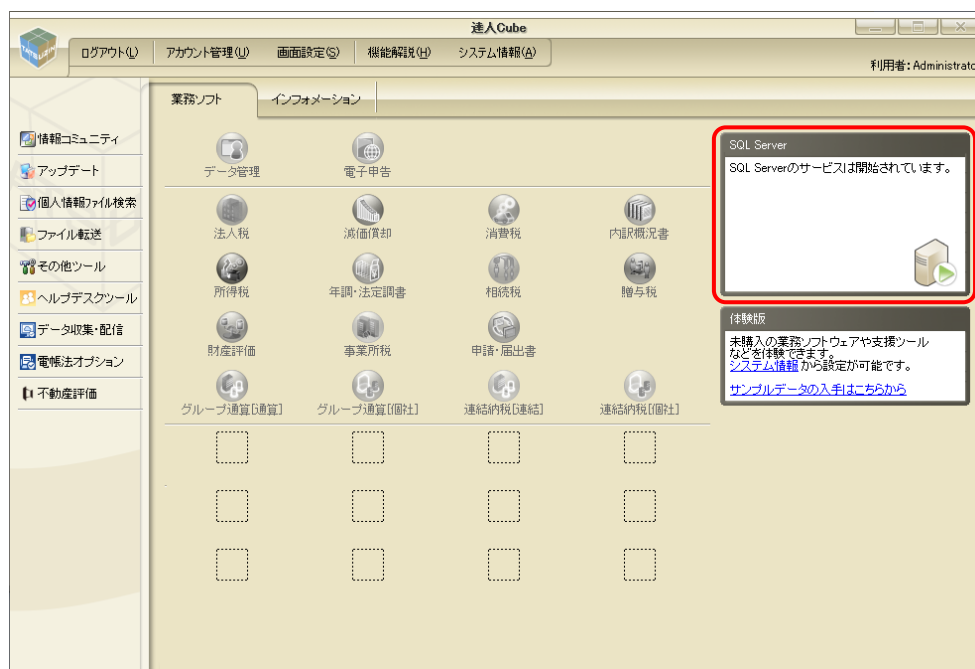 達人Cube
ログアウト(L)
アカウント管理(U)
画面設定(S)
機能解説(H)
システム情報(A)
利用者：Administrato
業務ソフト
インフォメーション
情報コミュニティ
アップデート
個人情報ファイル検索
ファイル転送
その他ツール
ヘルプデスクツール
データ収集・配信
電帳法オプション
不動産評価
データ管理
電子申告
法人税
減価償却
消費税
内訳概況書
所得税
年調・法定調書
相続税
贈与税
財産評価
事業所税
申請・届出書
グループ通算[通算]
グループ通算[個社]
連結納税[連結]
連結納税[個社]
SQL Server
SQL Serverのサービスは開始されています。
体験版
未購入の業務ソフトウェアや支援ツール
などを体験できます。
システム情報 から設定が可能です。
サンプルデータの入手はこちらから